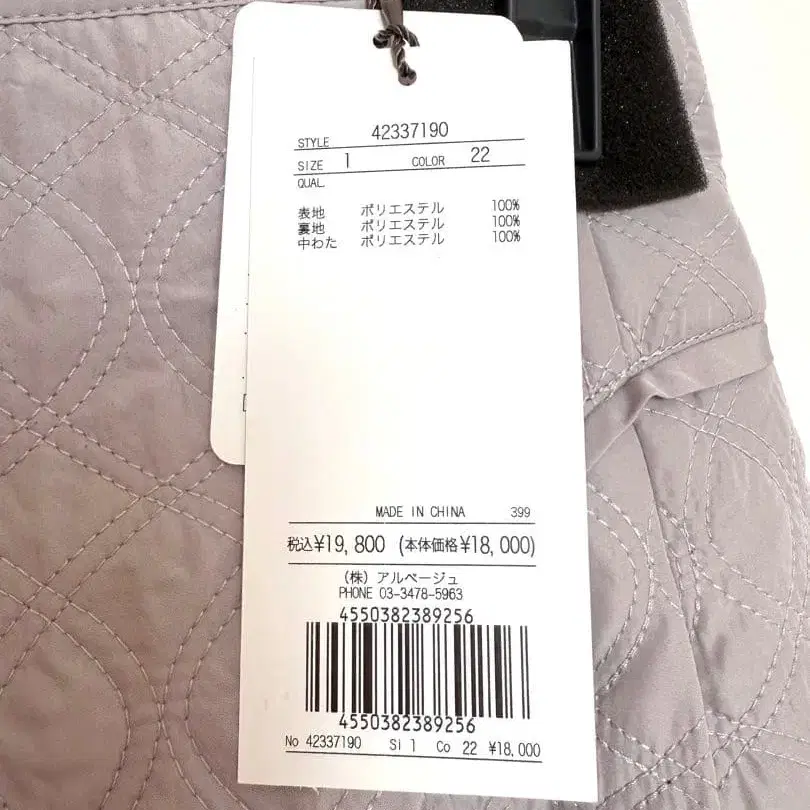 STYLE 42337190
SIZE 1 COLOR 22
QUAL.
表地 ポリエステル 100%
裏地 ポリエステル 100%
中わた ポリエステル 100%
MADE IN CHINA 399
税込¥19,800 (本体価格¥18,000)
(株) アルページュ
PHONE 03-3478-5963
4550382389256
4550382389256
No 42337190 SI 1 Co 22 ¥18,000